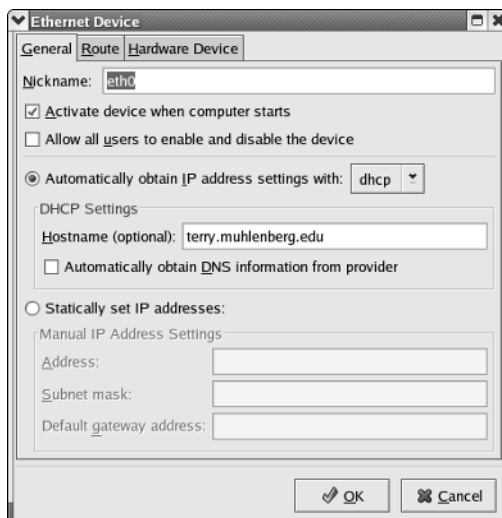 Ethernet Device
General Route Hardware Device
Nickname: eth0
Activate device when computer starts
Allow all users to enable and disable the device
Automatically obtain IP address settings with: dhcp
DHCP Settings
Hostname (optional): terry.muhlenberg.edu
Automatically obtain DNS information from provider
Statically set IP addresses:
Manual IP Address Settings
Address:
Subnet mask:
Default gateway address:
OK Cancel